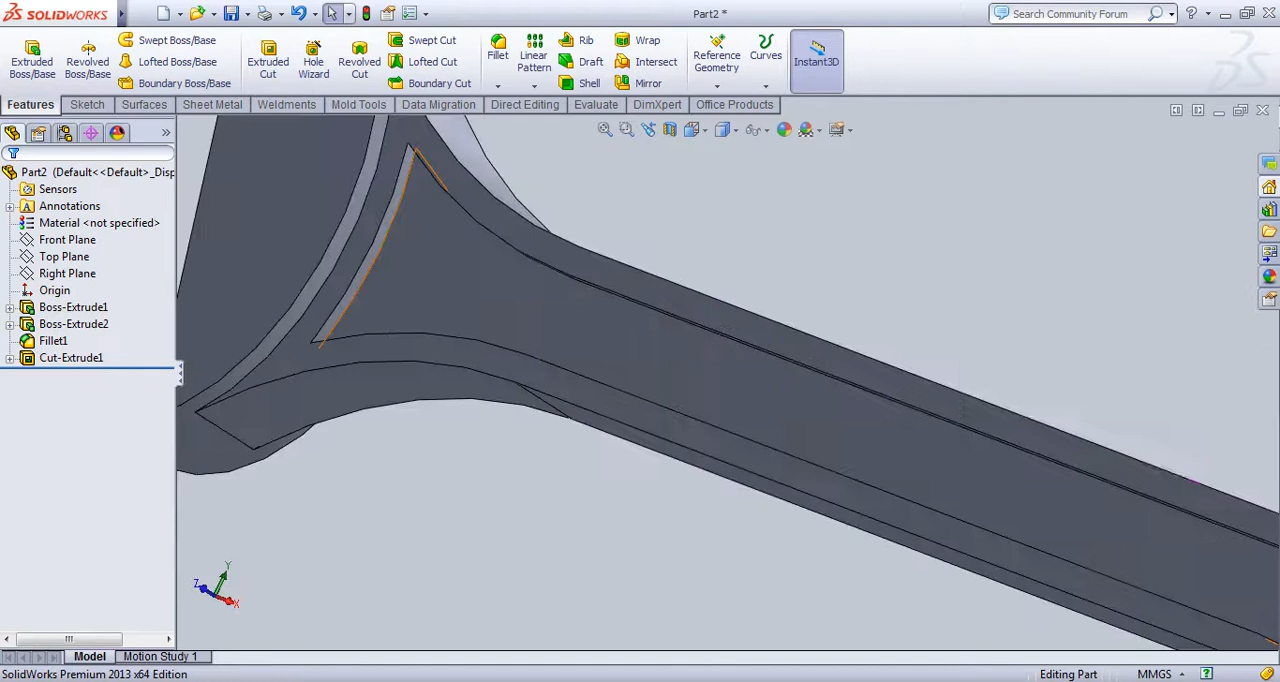 SOLIDWORKS
Part2 *
Search Community Forum
Extruded Boss/Base
Revolved Boss/Base
Swept Boss/Base
Lofted Boss/Base
Boundary Boss/Base
Extruded Cut
Hole Wizard
Revolved Cut
Swept Cut
Lofted Cut
Boundary Cut
Fillet
Linear Pattern
Rib
Draft
Shell
Wrap
Intersect
Mirror
Reference Geometry
Curves
Instant3D
Features
Sketch
Surfaces
Sheet Metal
Weldments
Mold Tools
Data Migration
Direct Editing
Evaluate
DimXpert
Office Products
Part2 (Default<<Default>_Disp
Sensors
Annotations
Material <not specified>
Front Plane
Top Plane
Right Plane
Origin
Boss-Extrude1
Boss-Extrude2
Fillet1
Cut-Extrude1
Y
Z
X
Model
Motion Study 1
SolidWorks Premium 2013 x64 Edition
Editing Part
MMGS